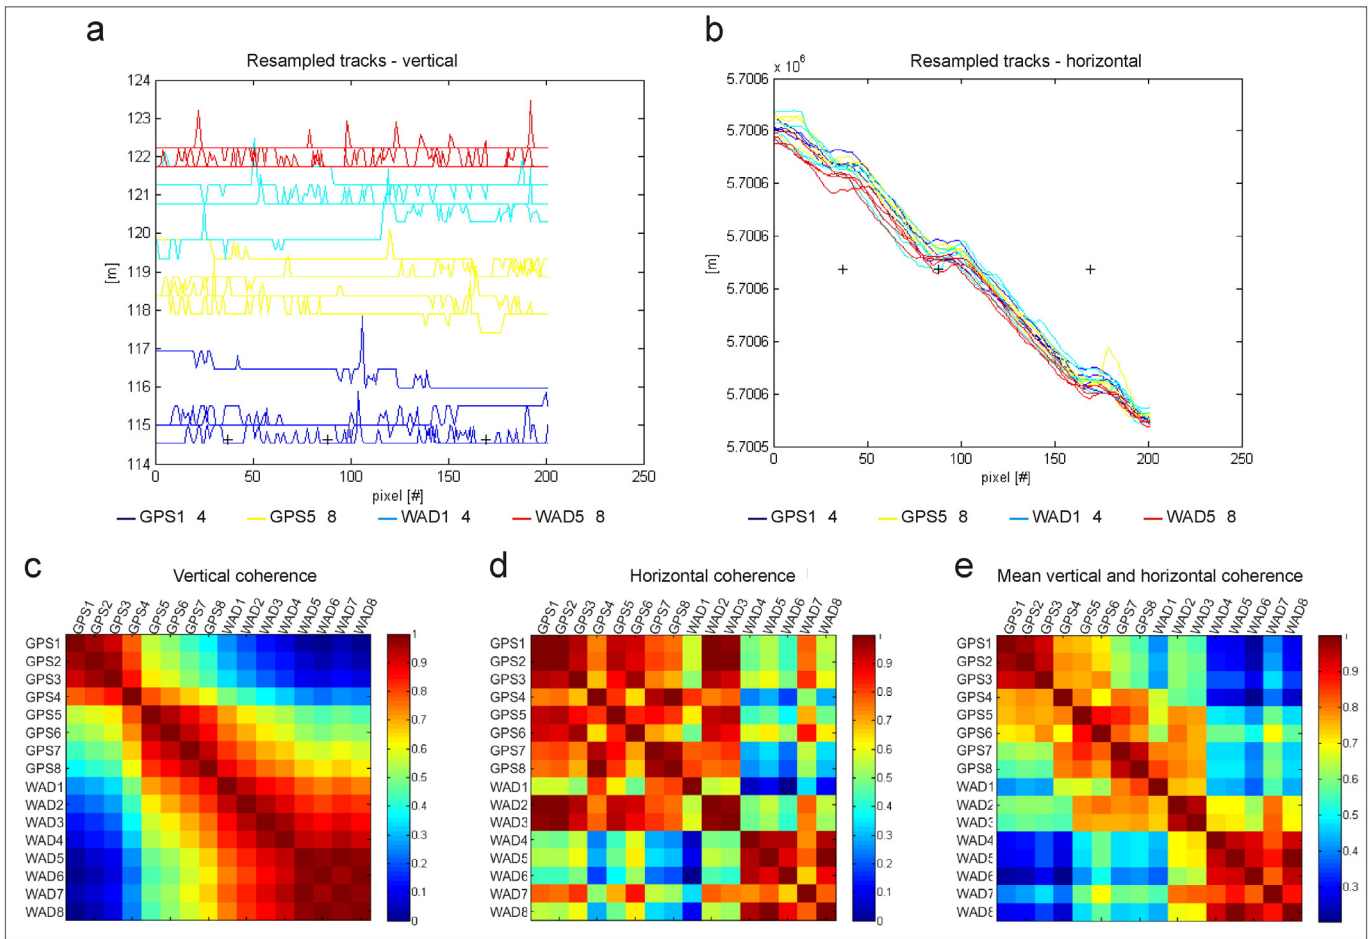 a
Resampled tracks - vertical
124
123
122
121
120
119
118
117
116
115
114
[m]
0
50
100
150
200
250
pixel [#]
GPS1 4
GPS5 8
WAD1 4
WAD5 8
b
Resampled tracks - horizontal
x 10⁶
5.7006
5.7006
5.7006
5.7006
5.7006
5.7006
5.7006
5.7005
[m]
0
50
100
150
200
250
pixel [#]
GPS1 4
GPS5 8
WAD1 4
WAD5 8
c
Vertical coherence
GPS1
GPS2
GPS3
GPS4
GPS5
GPS6
GPS7
GPS8
WAD1
WAD2
WAD3
WAD4
WAD5
WAD6
WAD7
WAD8
GPS1
GPS2
GPS3
GPS4
GPS5
GPS6
GPS7
GPS8
WAD1
WAD2
WAD3
WAD4
WAD5
WAD6
WAD7
WAD8
1
0.9
0.8
0.7
0.6
0.5
0.4
0.3
0.2
0.1
0
d
Horizontal coherence
GPS1
GPS2
GPS3
GPS4
GPS5
GPS6
GPS7
GPS8
WAD1
WAD2
WAD3
WAD4
WAD5
WAD6
WAD7
WAD8
GPS1
GPS2
GPS3
GPS4
GPS5
GPS6
GPS7
GPS8
WAD1
WAD2
WAD3
WAD4
WAD5
WAD6
WAD7
WAD8
1
0.9
0.8
0.7
0.6
0.5
0.4
0.3
0.2
0.1
0
e
Mean vertical and horizontal coherence
GPS1
GPS2
GPS3
GPS4
GPS5
GPS6
GPS7
GPS8
WAD1
WAD2
WAD3
WAD4
WAD5
WAD6
WAD7
WAD8
GPS1
GPS2
GPS3
GPS4
GPS5
GPS6
GPS7
GPS8
WAD1
WAD2
WAD3
WAD4
WAD5
WAD6
WAD7
WAD8
1
0.9
0.8
0.7
0.6
0.5
0.4
0.3